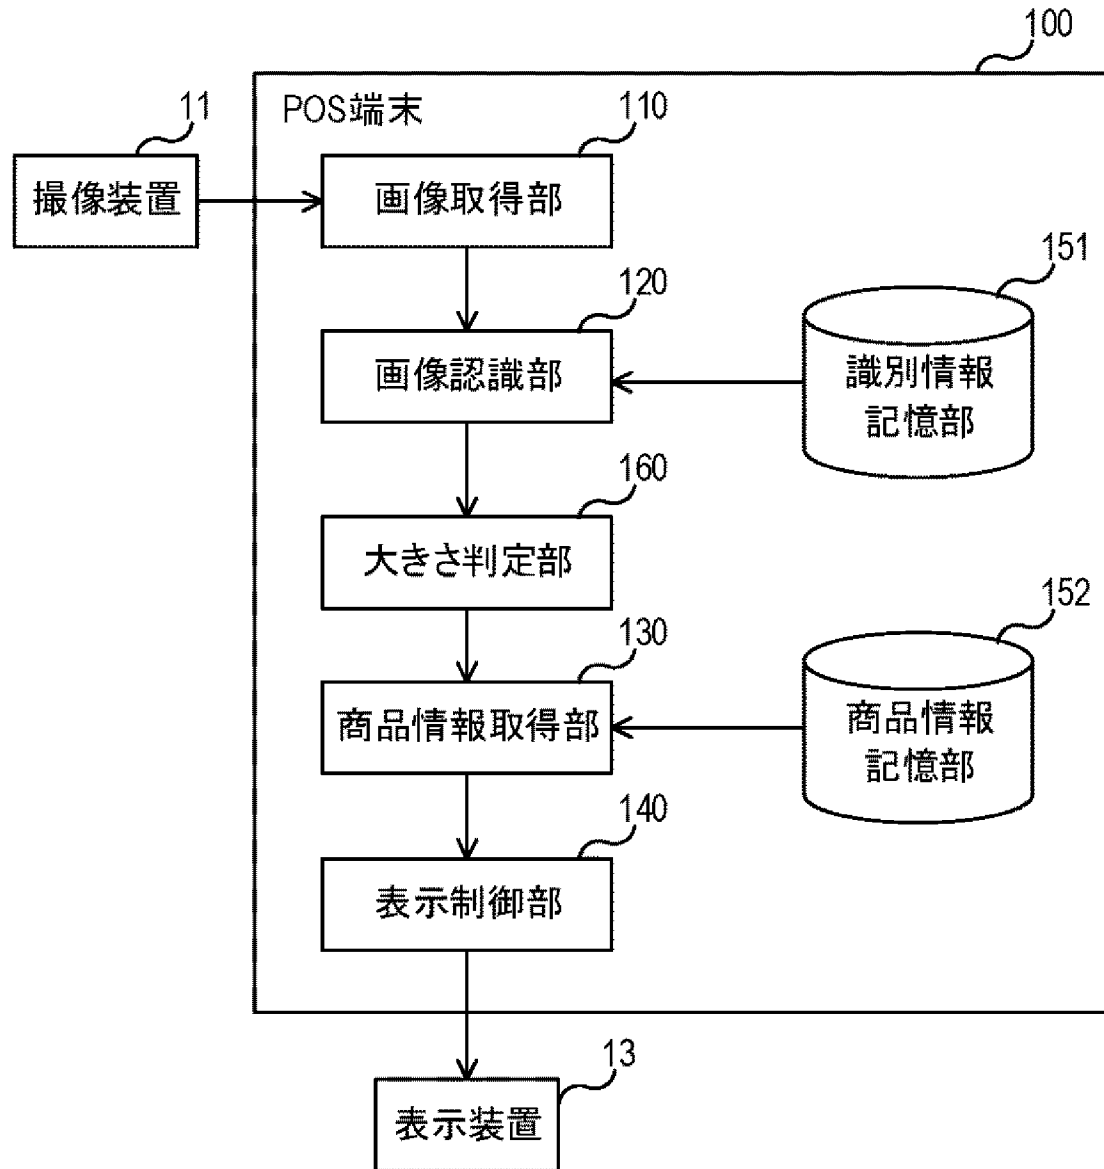 100
POS端末
11
撮像装置
110
画像取得部
120
画像認識部
151
識別情報
記憶部
160
大きさ判定部
130
商品情報取得部
152
商品情報
記憶部
140
表示制御部
13
表示装置